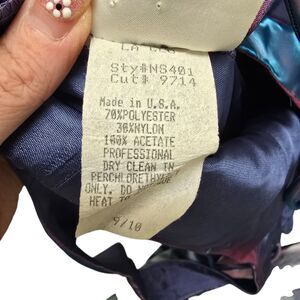 Sty#NS401
Cut# 9714
Made in U.S.A.
70%POLYESTER
30%NYLON
100% ACETATE
PROFESSIONAL
DRY CLEAN IN
PERCHLORETHYLENE
ONLY. DO
HEAT TO
9/10